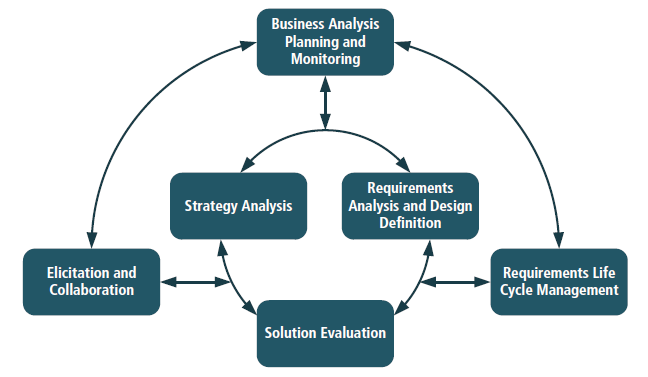 Business Analysis
Planning and
Monitoring
Strategy Analysis
Requirements
Analysis and Design
Definition
Elicitation and
Collaboration
Requirements Life
Cycle Management
Solution Evaluation